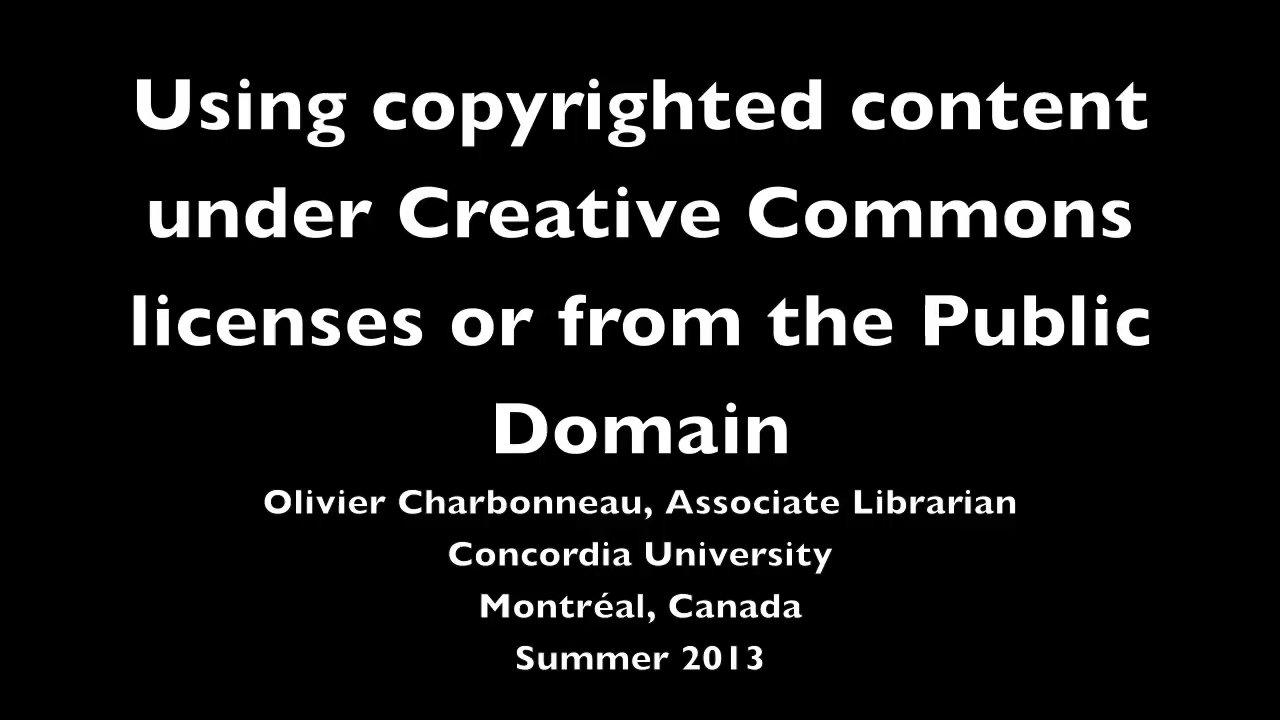 Using copyrighted content
under Creative Commons
licenses or from the Public
Domain
Olivier Charbonneau, Associate Librarian
Concordia University
Montréal, Canada
Summer 2013